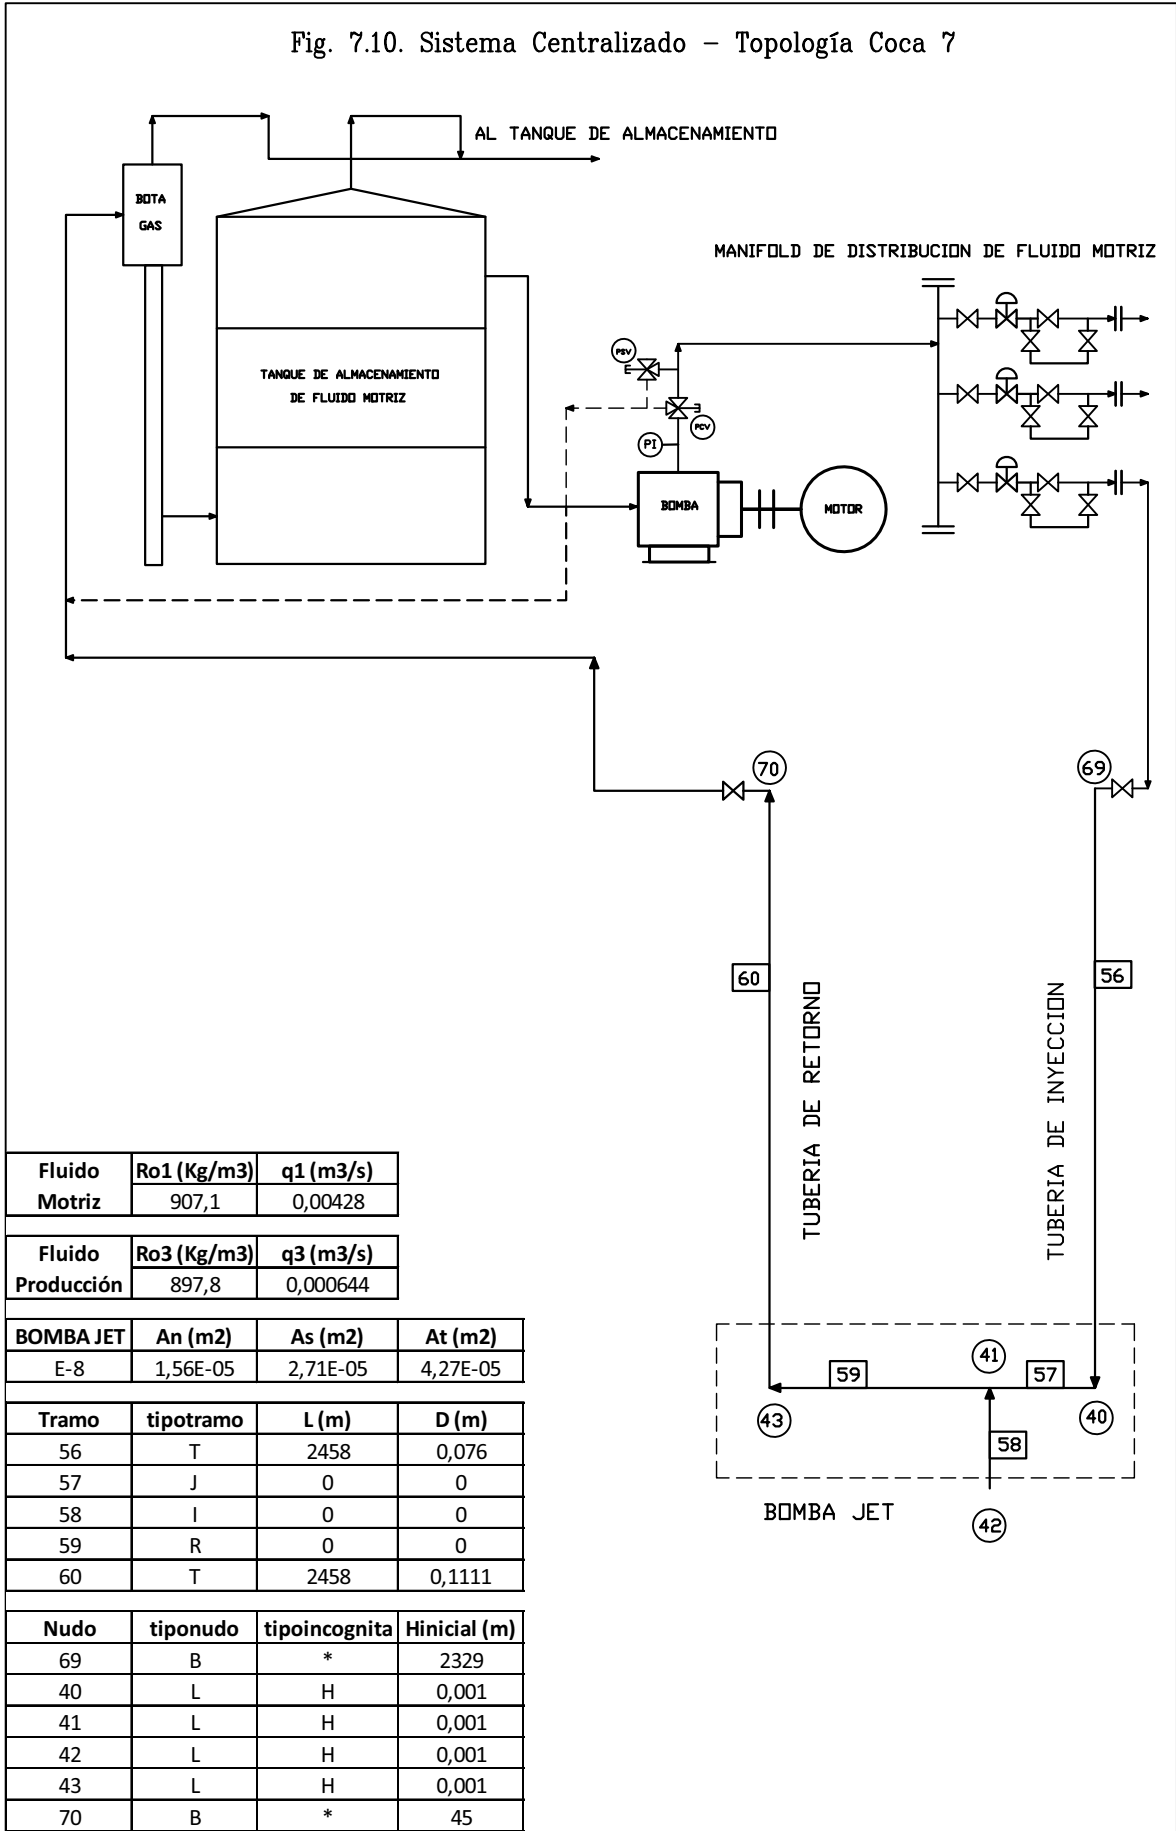 Fig. 7.10. Sistema Centralizado – Topología Coca 7
AL TANQUE DE ALMACENAMIENTO
BOTA
GAS
MANIFOLD DE DISTRIBUCION DE FLUIDO MOTRIZ
TANQUE DE ALMACENAMIENTO
DE FLUIDO MOTRIZ
PSV
PCV
PI
BOMBA
MOTOR
70
69
60
56
TUBERIA DE RETORNO
TUBERIA DE INYECCION
41
59
57
43
40
58
BOMBA JET
42
Fluido Motriz Ro1 (Kg/m3) q1 (m3/s)
907,1 0,00428
Fluido Producción Ro3 (Kg/m3) q3 (m3/s)
897,8 0,000644
BOMBA JET An (m2) As (m2) At (m2)
E-8 1,56E-05 2,71E-05 4,27E-05
Tramo tipotramo L (m) D (m)
56 T 2458 0,076
57 J 0 0
58 I 0 0
59 R 0 0
60 T 2458 0,1111
Nudo tiponudo tipoincognita Hinicial (m)
69 B * 2329
40 L H 0,001
41 L H 0,001
42 L H 0,001
43 L H 0,001
70 B * 45